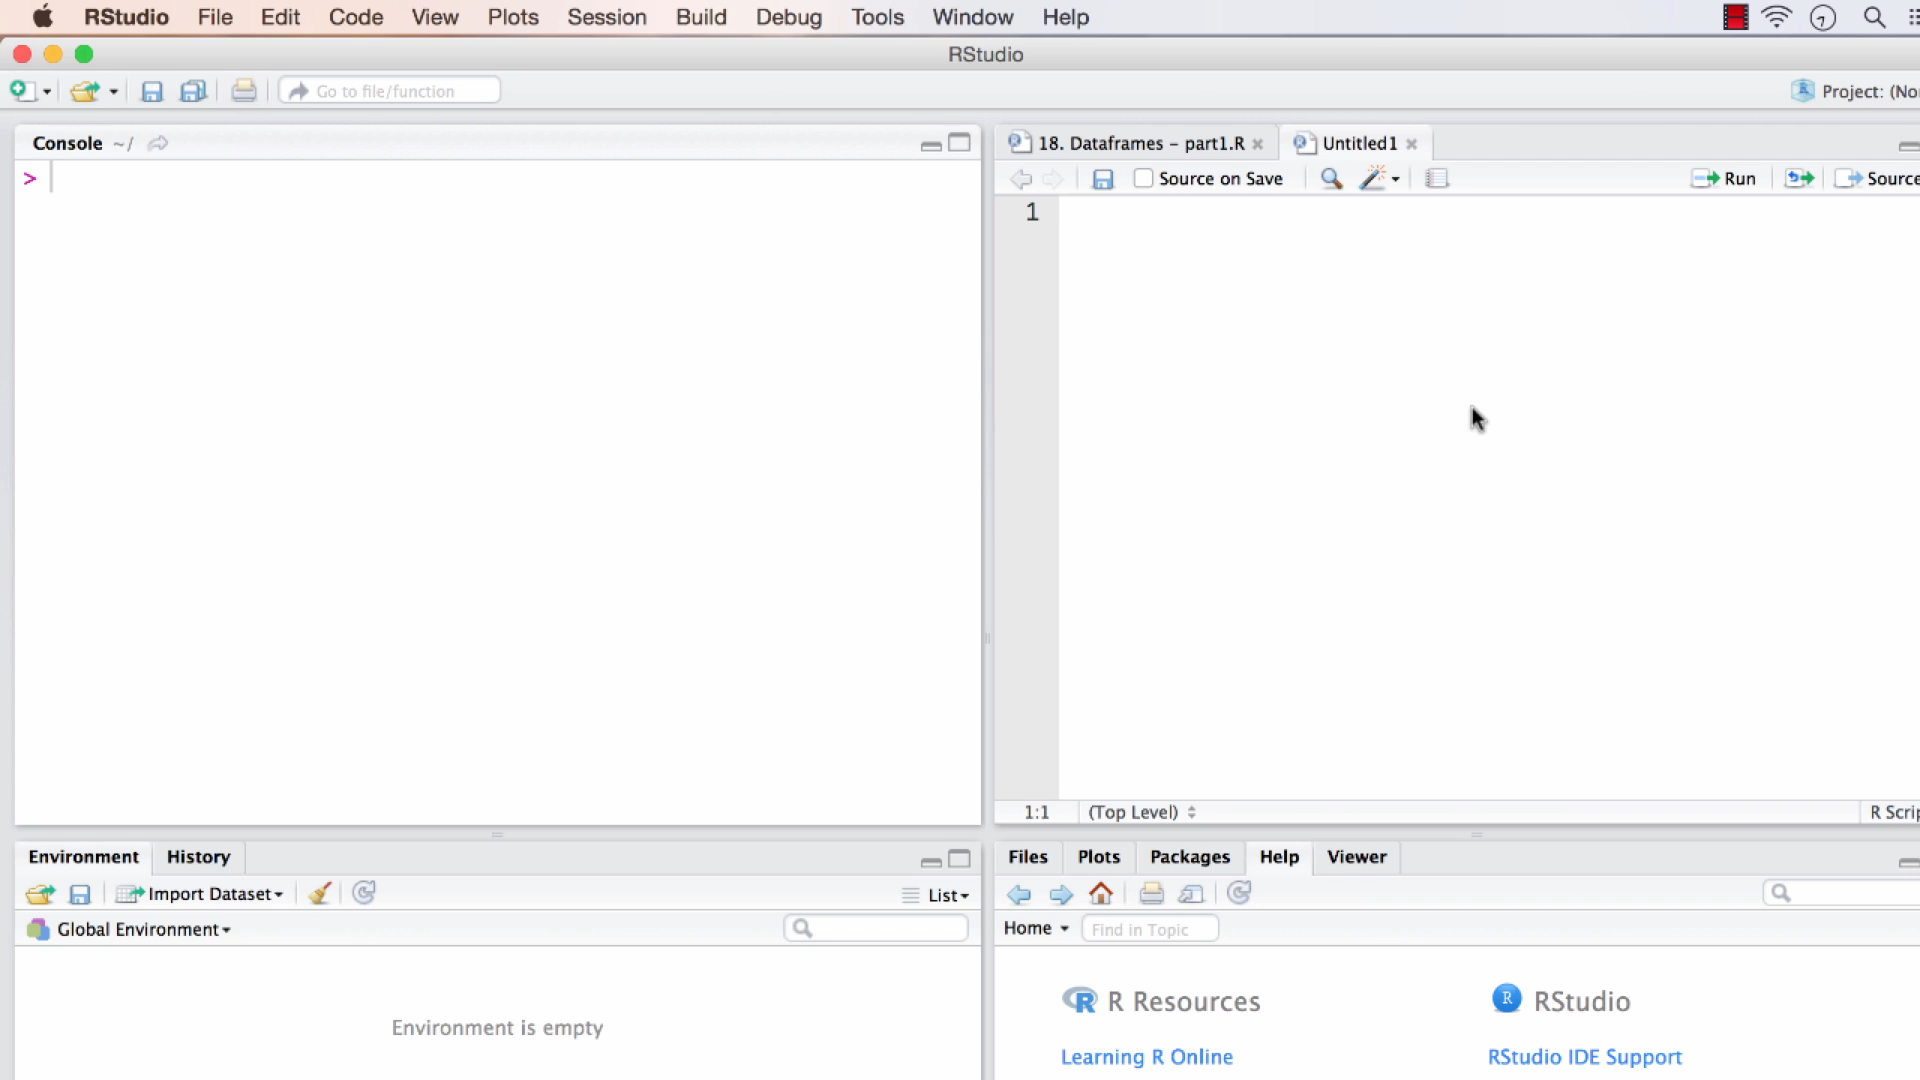 RStudio File Edit Code View Plots Session Build Debug Tools Window Help
RStudio
Go to file/function
Project: (No
Console ~/
>
18. Dataframes - part1.R
Untitled1
Source on Save
Run
Source
1
1:1 (Top Level)
R Scrip
Environment History
Import Dataset
List
Global Environment
Environment is empty
Files Plots Packages Help Viewer
Home
Find in Topic
R Resources
RStudio
Learning R Online
RStudio IDE Support